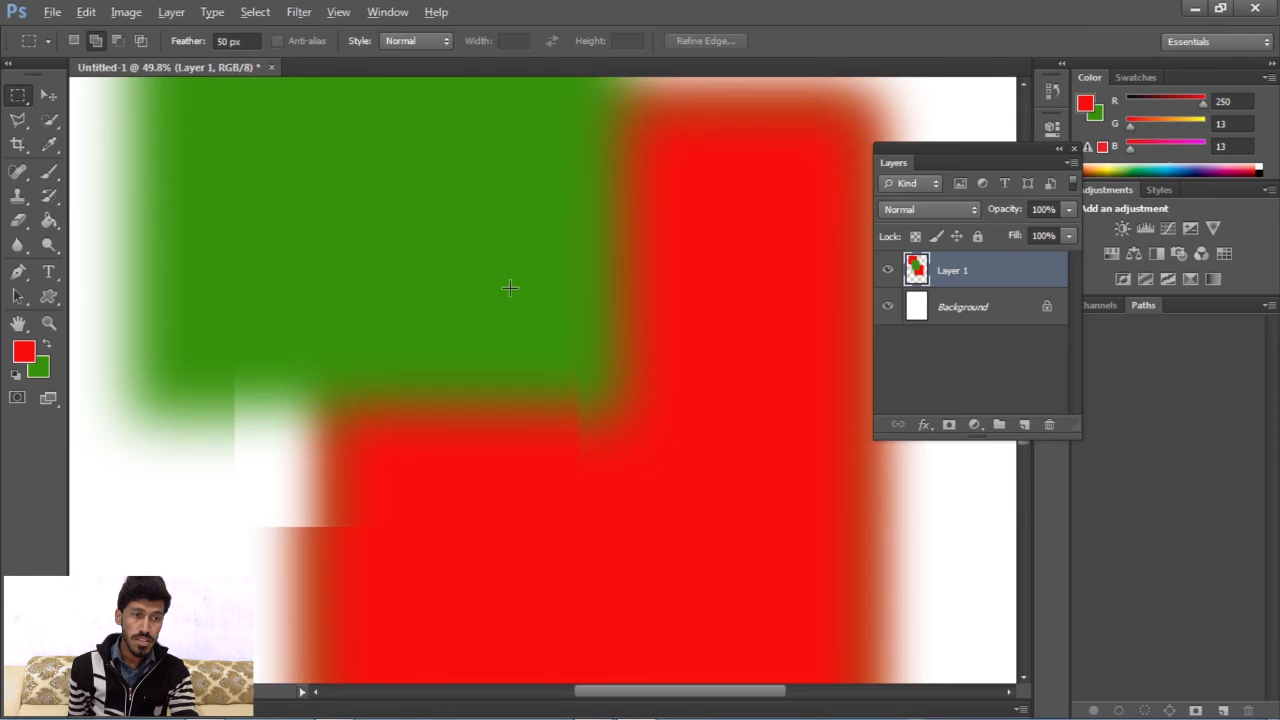 Ps File Edit Image Layer Type Select Filter 3D View Window Help
Feather: 50 px Anti-alias Style: Normal Width: Height: Refine Edge... Essentials
Untitled-1 @ 49.8% (Layer 1, RGB/8) * ×
Color Swatches
R 250
G 13
B 13
Layers
Kind
Normal Opacity: 100%
Lock: Fill: 100%
Layer 1
Background
Adjustments Styles
Add an adjustment
hannels Paths